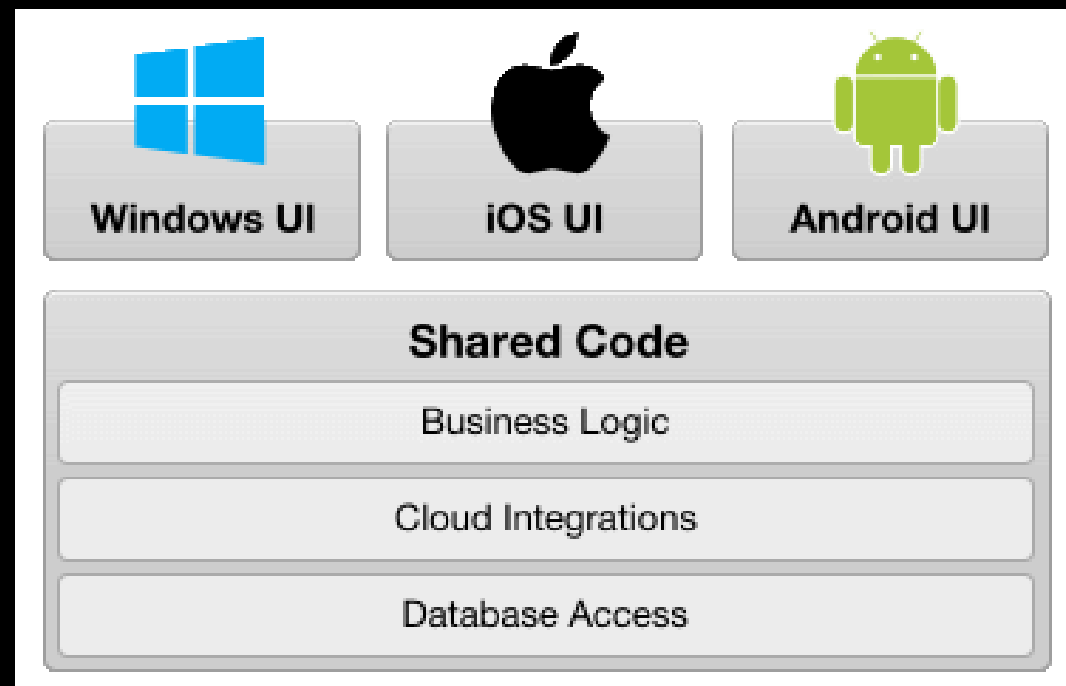 Windows UI
iOS UI
Android UI
Shared Code
Business Logic
Cloud Integrations
Database Access